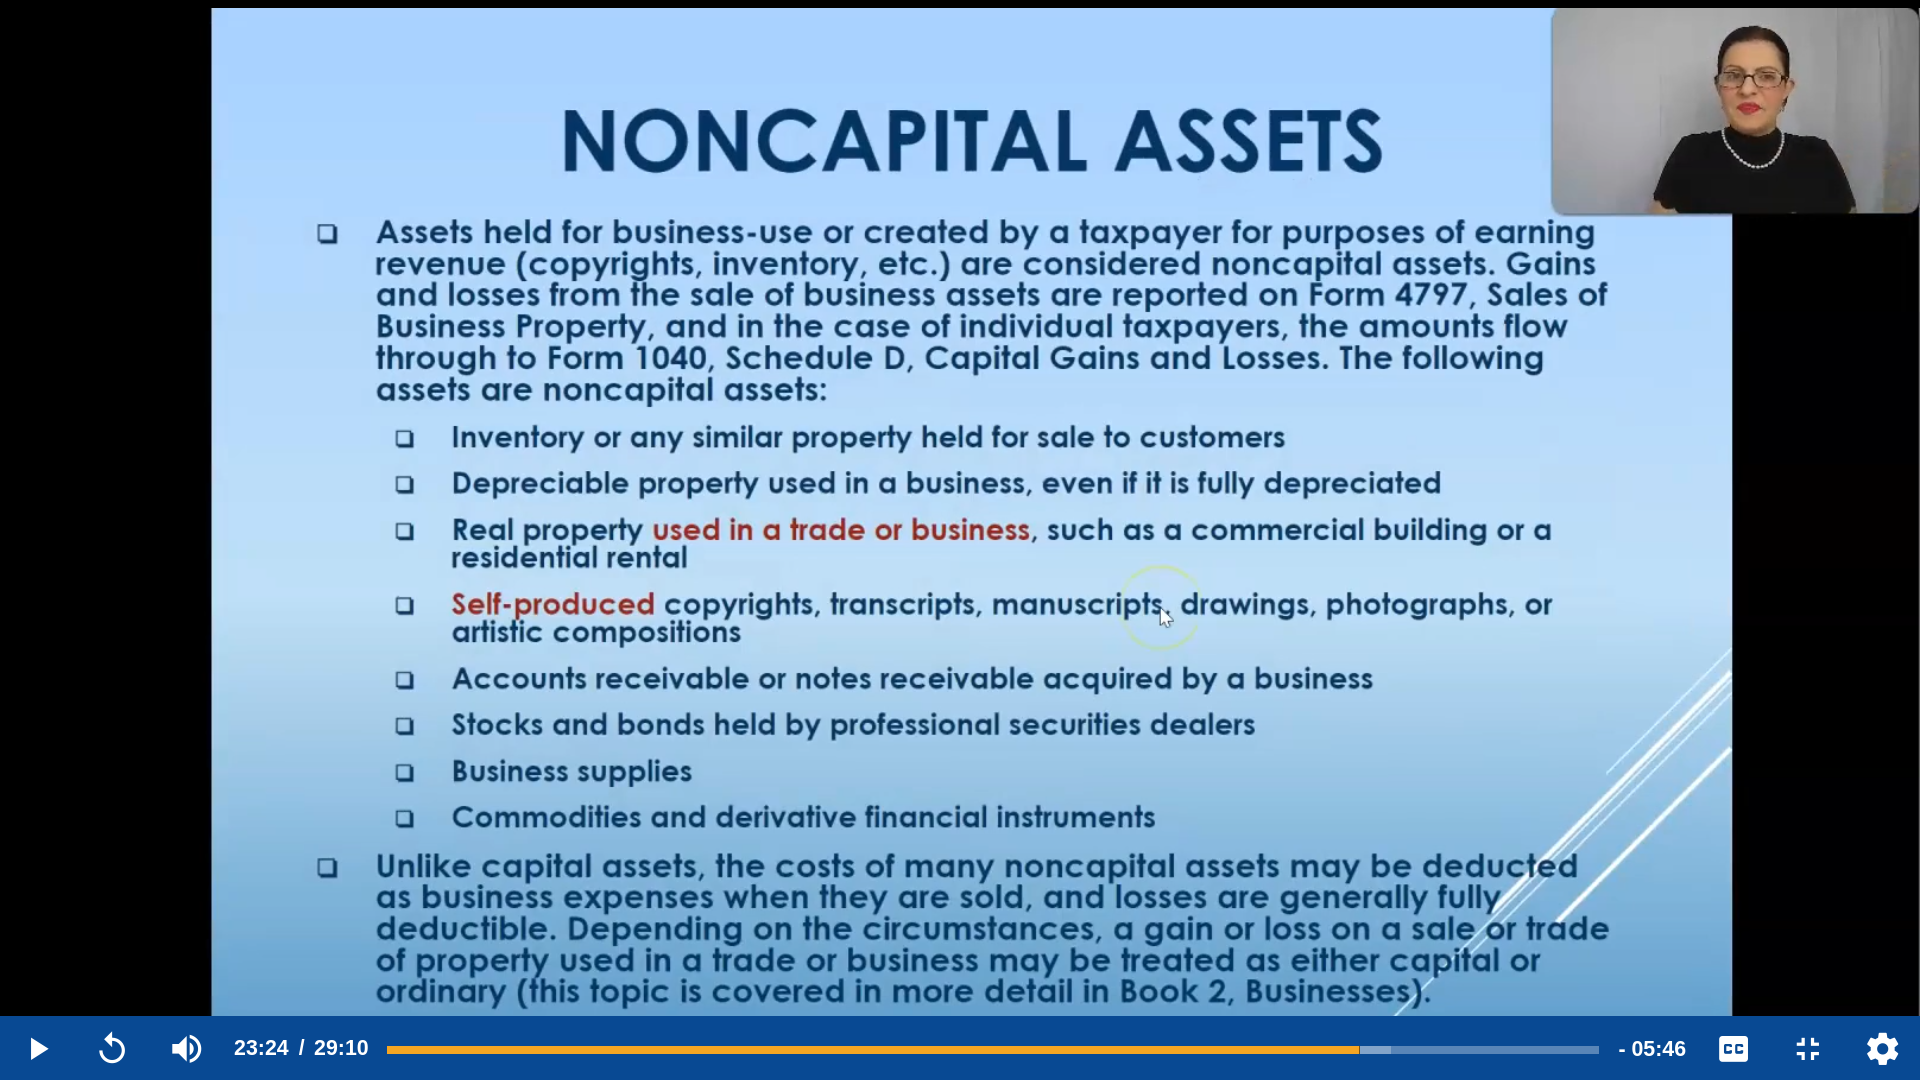 NONCAPITAL ASSETS
Assets held for business-use or created by a taxpayer for purposes of earning
revenue (copyrights, inventory, etc.) are considered noncapital assets. Gains
and losses from the sale of business assets are reported on Form 4797, Sales of
Business Property, and in the case of individual taxpayers, the amounts flow
through to Form 1040, Schedule D, Capital Gains and Losses. The following
assets are noncapital assets:
Inventory or any similar property held for sale to customers
Depreciable property used in a business, even if it is fully depreciated
Real property used in a trade or business, such as a commercial building or a
residential rental
Self-produced copyrights, transcripts, manuscripts, drawings, photographs, or
artistic compositions
Accounts receivable or notes receivable acquired by a business
Stocks and bonds held by professional securities dealers
Business supplies
Commodities and derivative financial instruments
Unlike capital assets, the costs of many noncapital assets may be deducted
as business expenses when they are sold, and losses are generally fully
deductible. Depending on the circumstances, a gain or loss on a sale or trade
of property used in a trade or business may be treated as either capital or
ordinary (this topic is covered in more detail in Book 2, Businesses).
23:24 / 29:10 - 05:46 CC